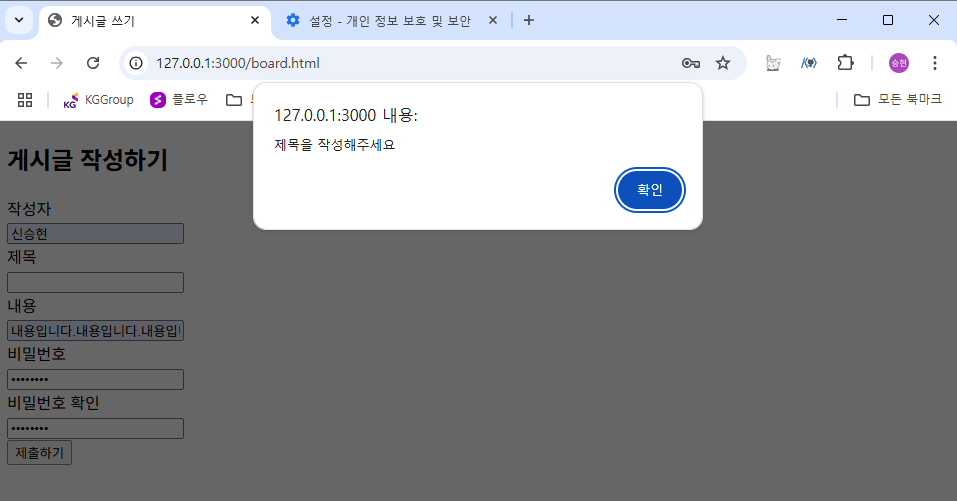 게시글 쓰기
설정 - 개인 정보 보호 및 보안
127.0.0.1:3000/board.html
승현
KG
KGGroup
플로우
모든 북마크
127.0.0.1:3000 내용:
제목을 작성해주세요
확인
게시글 작성하기
작성자
신승현
제목
내용
내용입니다.내용입니다.내용입니
비밀번호
••••••••
비밀번호 확인
••••••••
제출하기